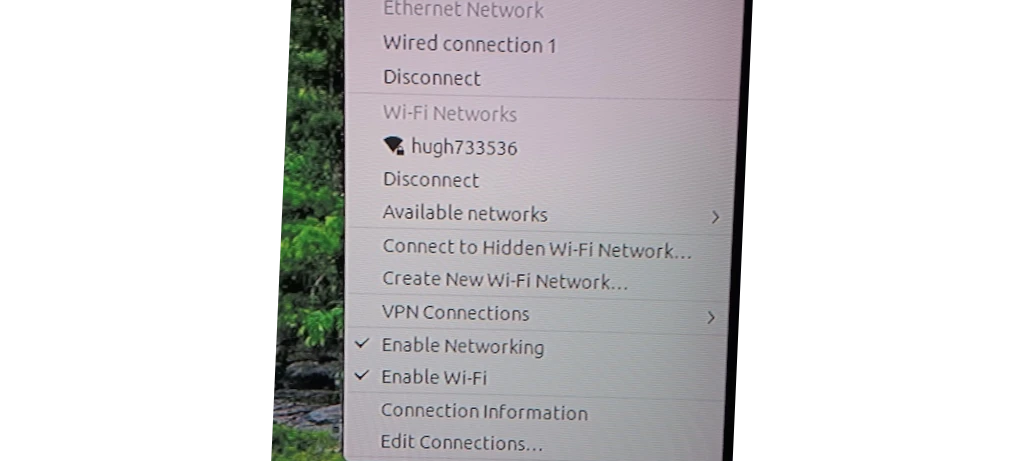 Ethernet Network
Wired connection 1
Disconnect
Wi-Fi Networks
hugh733536
Disconnect
Available networks
Connect to Hidden Wi-Fi Network...
Create New Wi-Fi Network...
VPN Connections
Enable Networking
Enable Wi-Fi
Connection Information
Edit Connections...